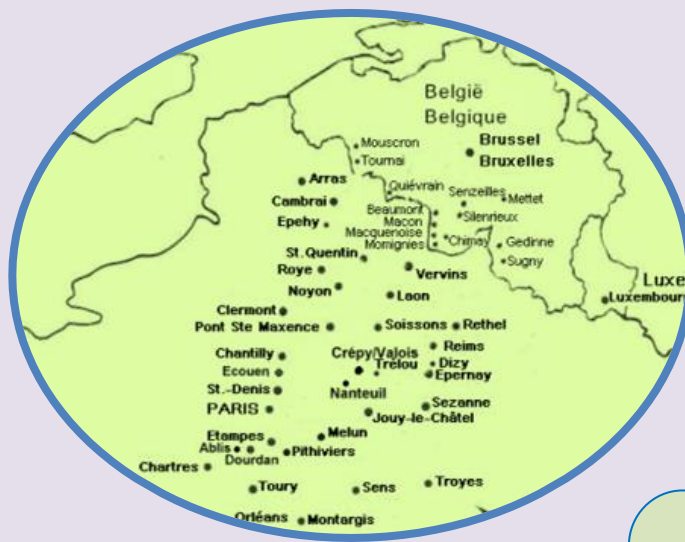 België
Belgique
Brussel
Bruxelles
Mouscron
Tournai
Arras
Quiévrain
Cambrai
Senzeilles
Mettet
Beaumont
Silenrieux
Epehy
Macon
Macquenoise
Chimay
Momignies
Gedinne
St.Quentin
Sugny
Roye
Vervins
Luxe
Noyon
Laon
Luxembourg
Clermont
Pont Ste Maxence
Soissons
Rethel
Reims
Chantilly
Crépy/Valois
Dizy
Ecouen
Trélou
Epernay
St.-Denis
Nanteuil
PARIS
Sezanne
Jouy-le-Châtel
Etampes
Melun
Ablis
Dourdan
Pithiviers
Chartres
Toury
Sens
Troyes
Orléans
Montargis